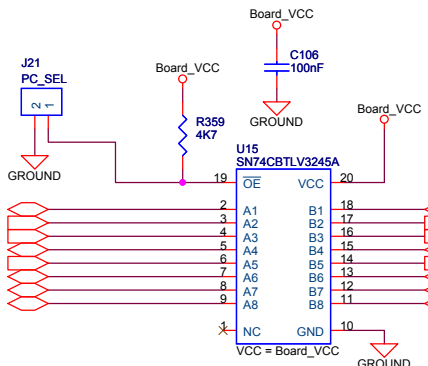 Board_VCC
J21
PC_SEL
C106
100nF
Board_VCC
2
1
GROUND
Board_VCC
R359
4K7
GROUND
U15
SN74CBTLV3245A
19 OE VCC 20
2 A1 B1 18
3 A2 B2 17
4 A3 B3 16
5 A4 B4 15
6 A5 B5 14
7 A6 B6 13
8 A7 B7 12
9 A8 B8 11
1 NC GND 10
VCC = Board_VCC
GROUND